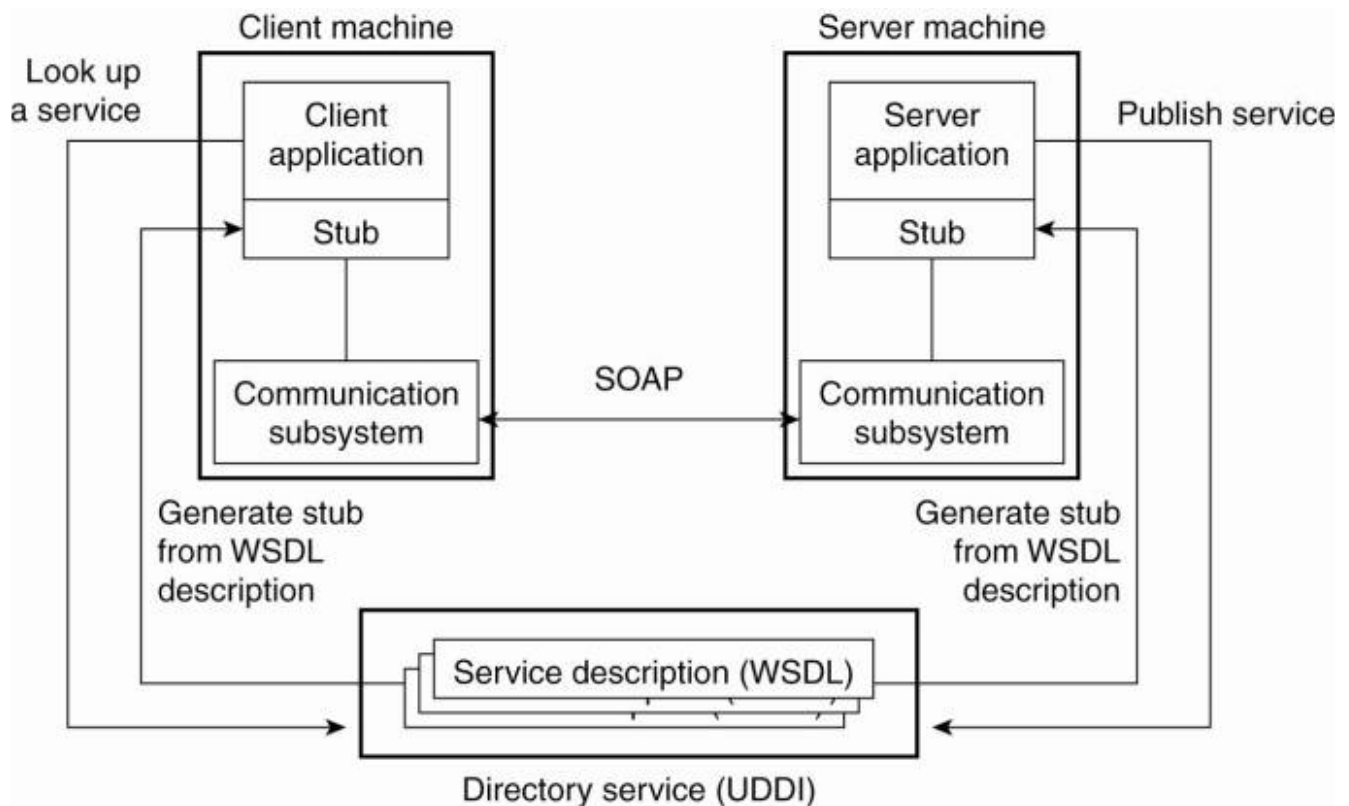 Client machine
Server machine
Look up
a service
Client
application
Stub
Server
application
Stub
Publish service
Communication
subsystem
SOAP
Communication
subsystem
Generate stub
from WSDL
description
Generate stub
from WSDL
description
Service description (WSDL)
Directory service (UDDI)